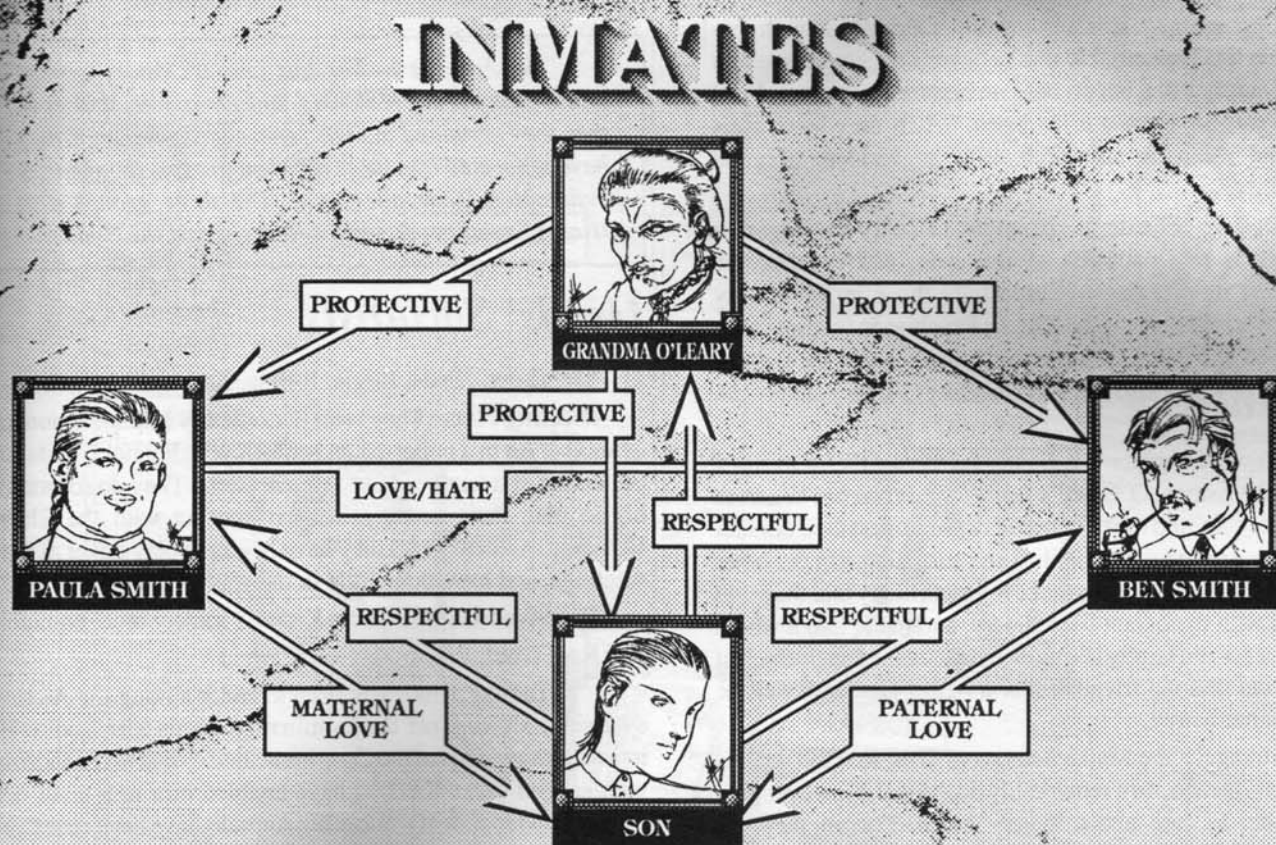 INMATES
PROTECTIVE
PROTECTIVE
GRANDMA O'LEARY
PROTECTIVE
LOVE/HATE
RESPECTFUL
PAULA SMITH
BEN SMITH
RESPECTFUL
RESPECTFUL
MATERNAL
LOVE
PATERNAL
LOVE
SON